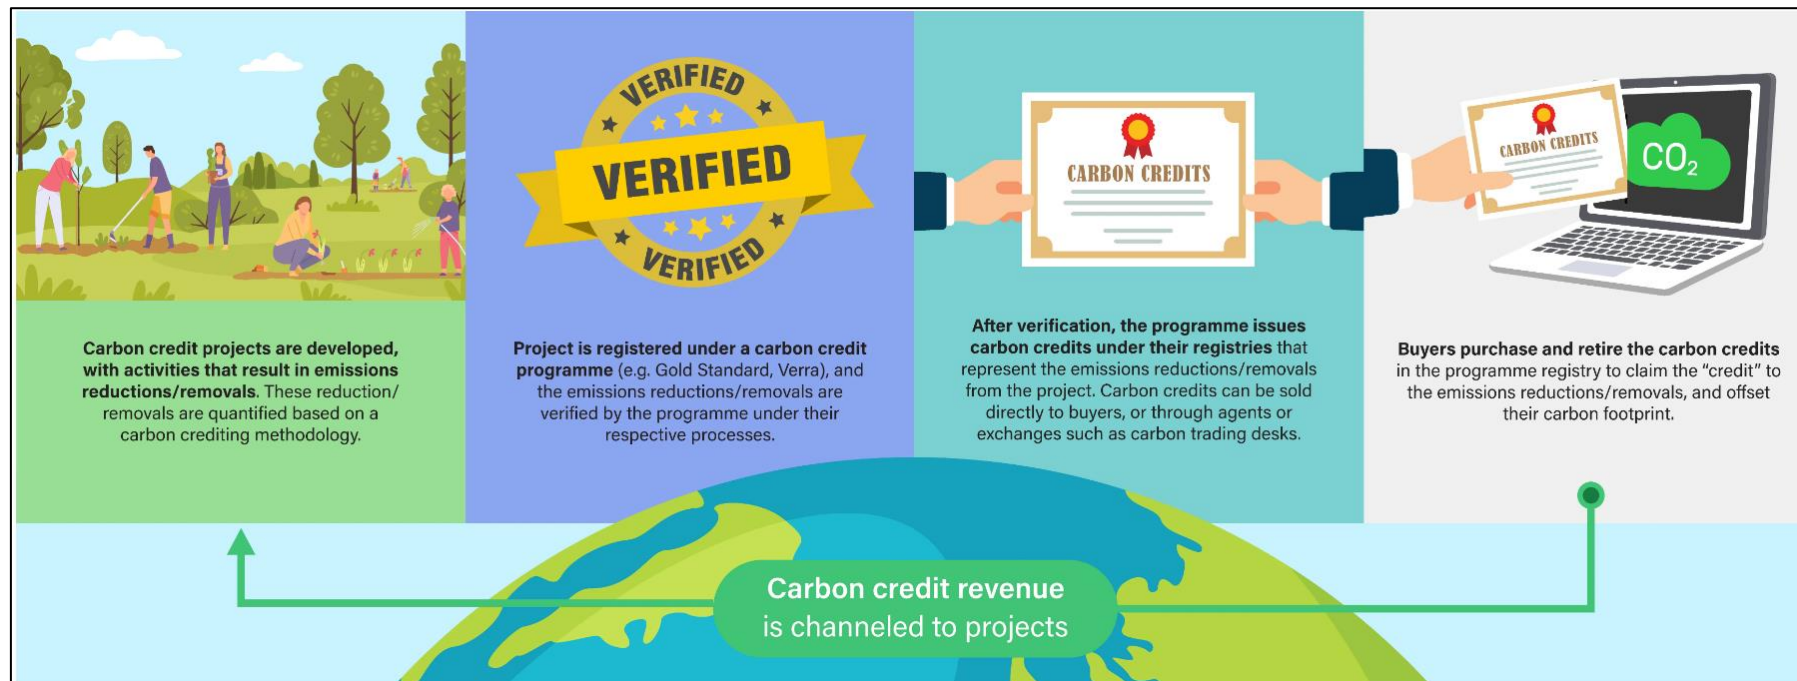 VERIFIED
VERIFIED
VERIFIED
CARBON CREDITS
CARBON CREDITS
CO₂
Carbon credit projects are developed,
with activities that result in emissions
reductions/removals. These reduction/
removals are quantified based on a
carbon crediting methodology.
Project is registered under a carbon credit
programme (e.g. Gold Standard, Verra), and
the emissions reductions/removals are
verified by the programme under their
respective processes.
After verification, the programme issues
carbon credits under their registries that
represent the emissions reductions/removals
from the project. Carbon credits can be sold
directly to buyers, or through agents or
exchanges such as carbon trading desks.
Buyers purchase and retire the carbon credits
in the programme registry to claim the “credit” to
the emissions reductions/removals, and offset
their carbon footprint.
Carbon credit revenue
is channeled to projects